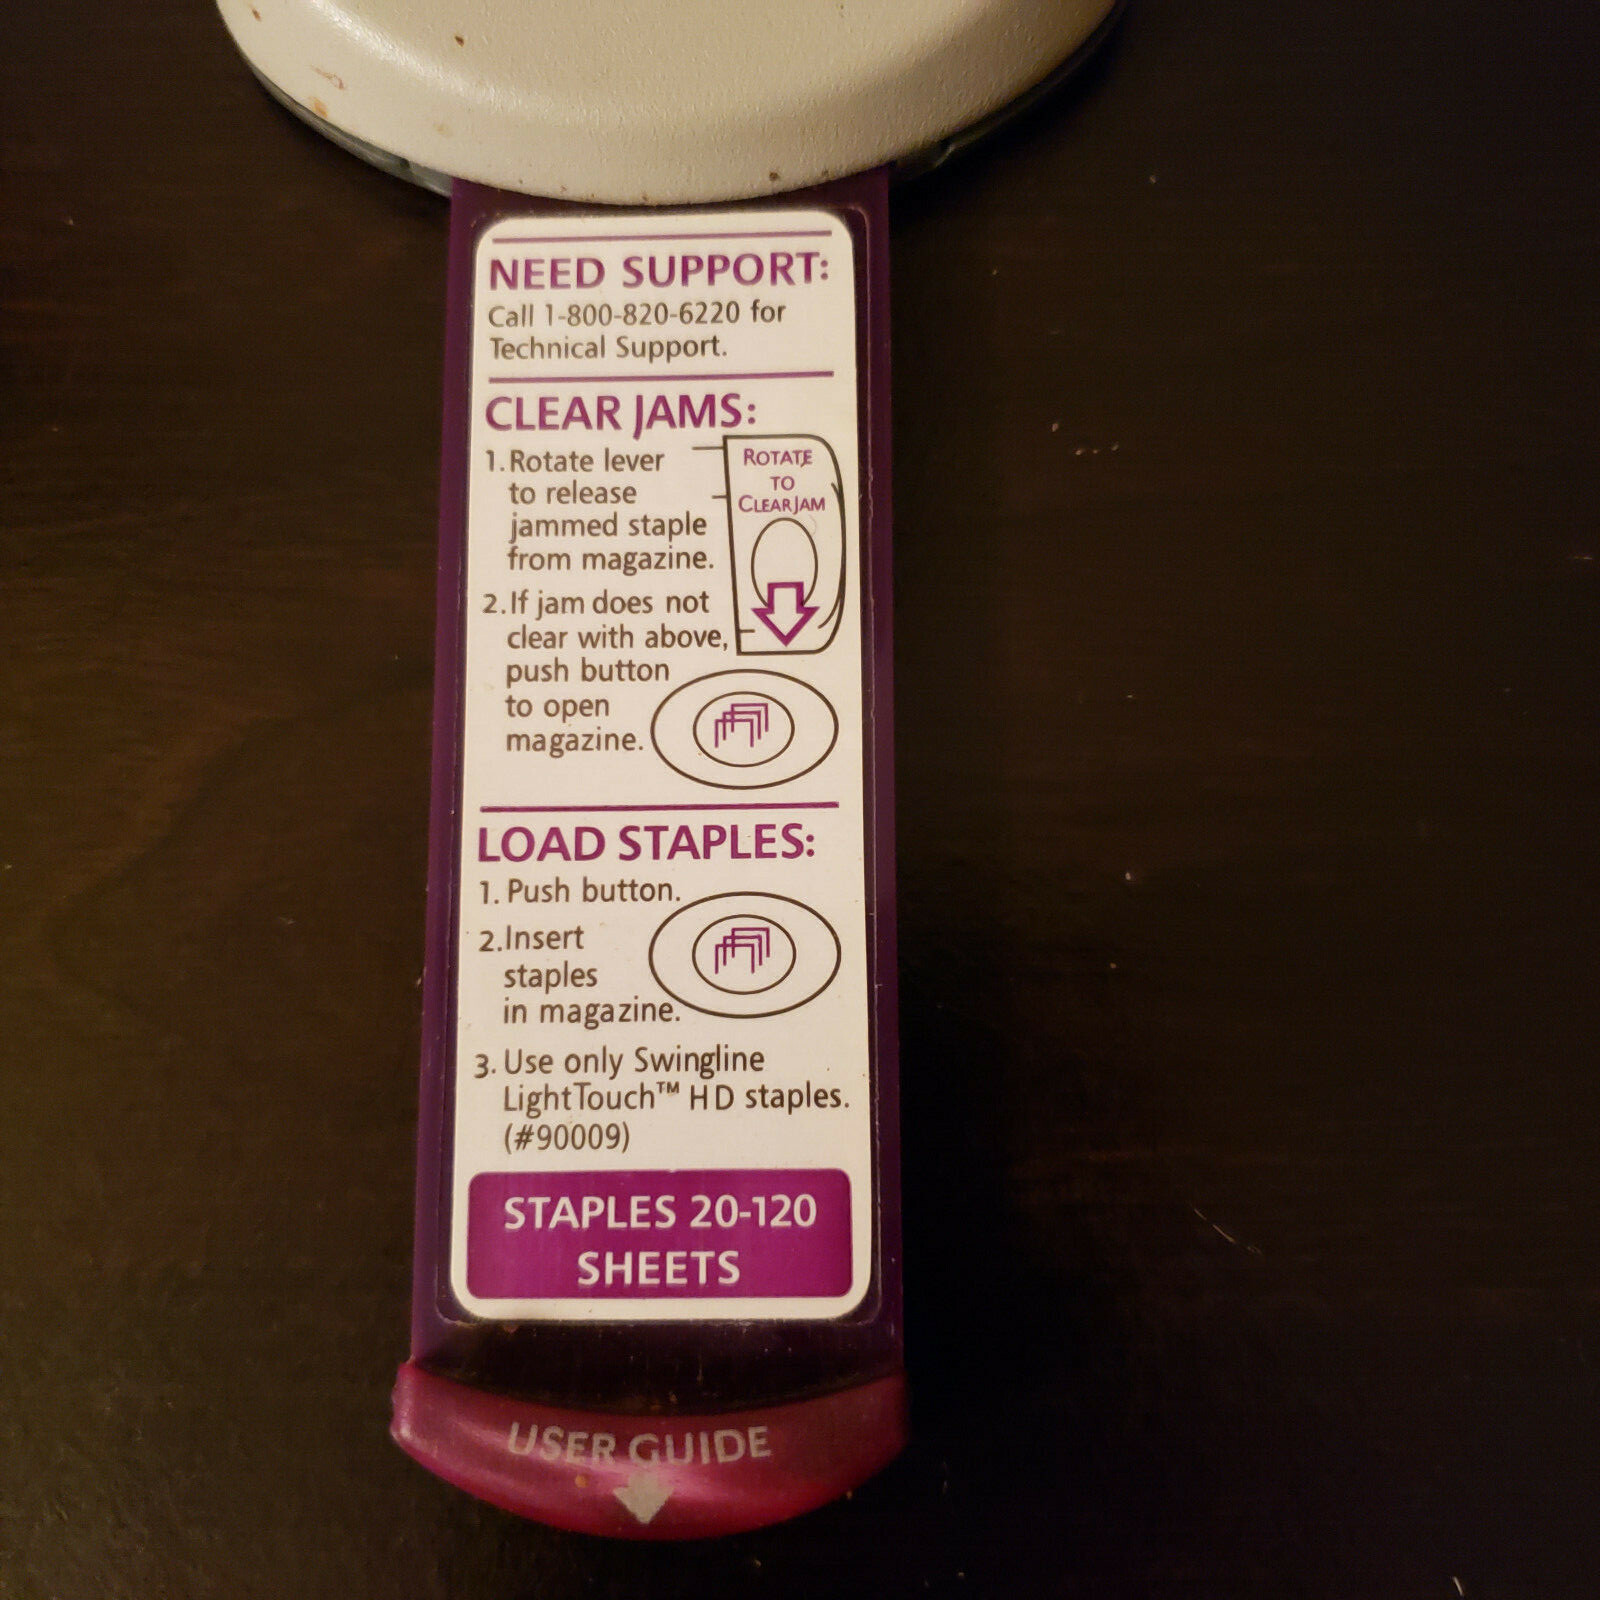 NEED SUPPORT:
Call 1-800-820-6220 for
Technical Support.
CLEAR JAMS:
1. Rotate lever
to release
jammed staple
from magazine.
ROTATE
TO
CLEAR JAM
2. If jam does not
clear with above,
push button
to open
magazine.
LOAD STAPLES:
1. Push button.
2. Insert
staples
in magazine.
3. Use only Swingline
LightTouch™ HD staples.
(#90009)
STAPLES 20-120
SHEETS
USER GUIDE